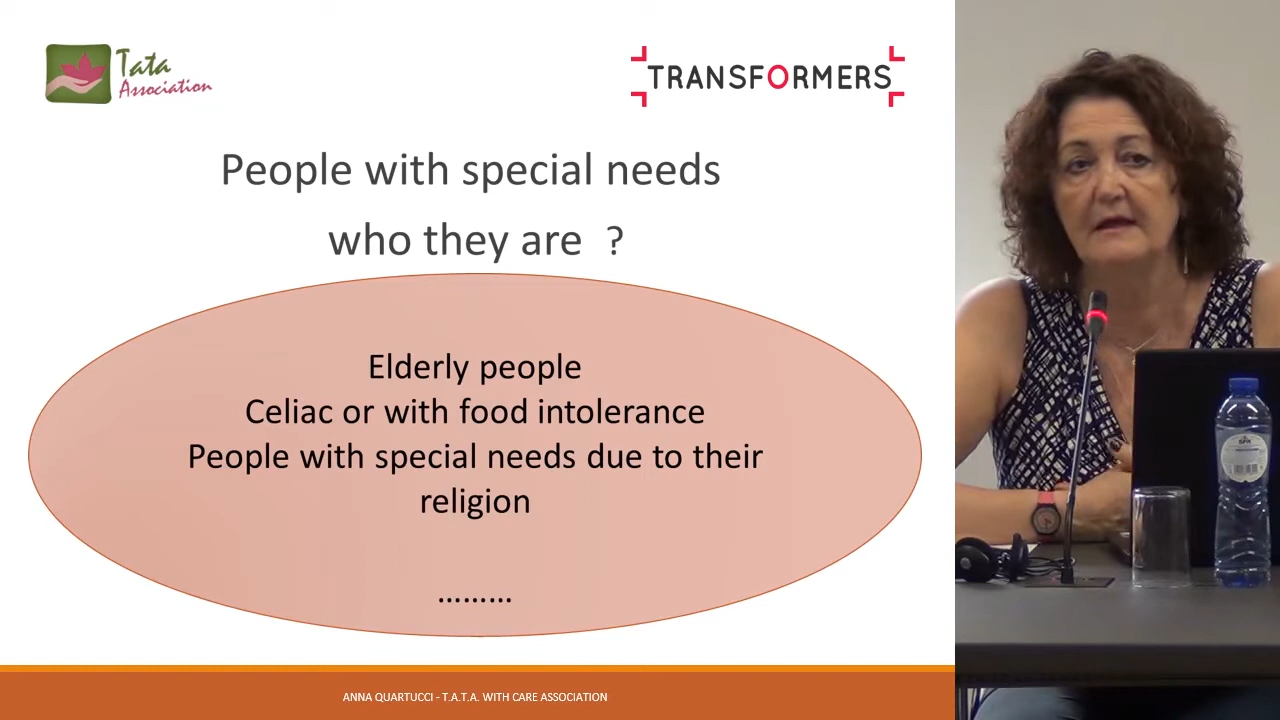 Tata
Association
TRANSFORMERS
People with special needs
who they are ?
Elderly people
Celiac or with food intolerance
People with special needs due to their
religion
.........
ANNA QUARTUCCI - T.A.T.A. WITH CARE ASSOCIATION
SPA